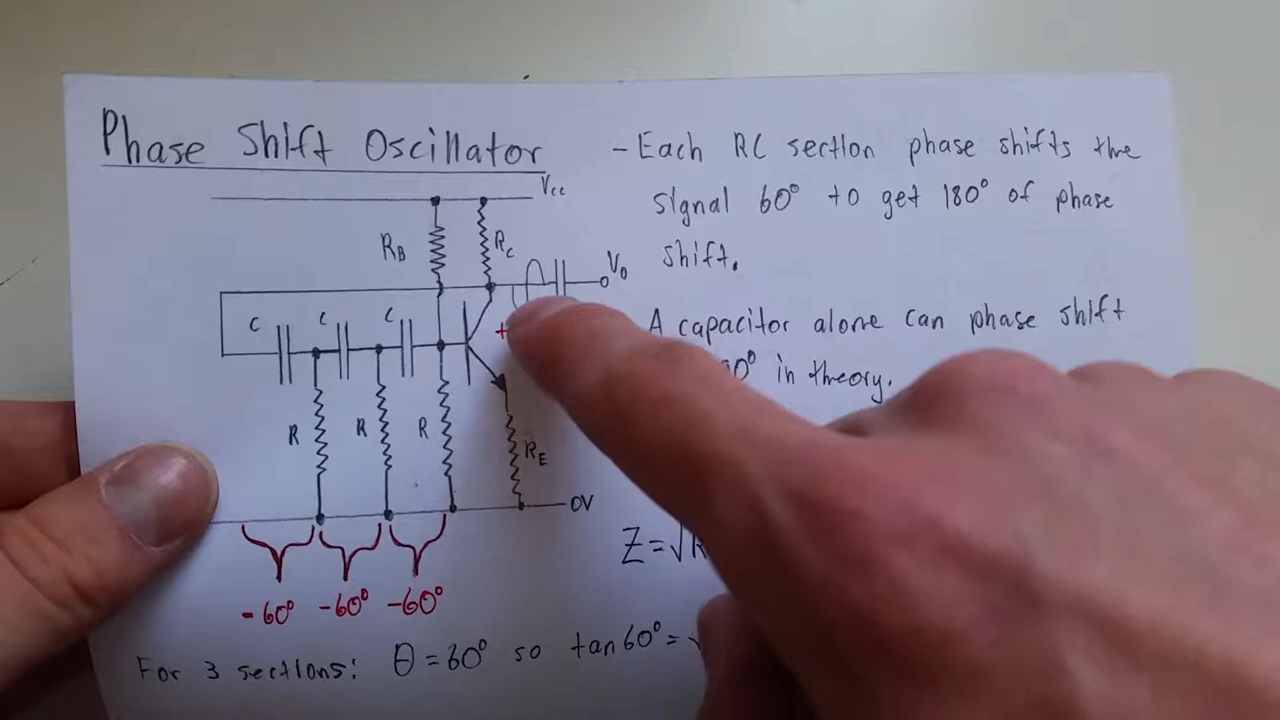 Phase Shift Oscillator
Vcc
RB
RC
Vo
C
C
C
+
R
R
R
RE
0V
-60° -60° -60°
For 3 sections: θ = 60° so tan60° = √
- Each RC section phase shifts the
signal 60° to get 180° of phase
shift.
A capacitor alone can phase shift
0° in theory.
Z = √R